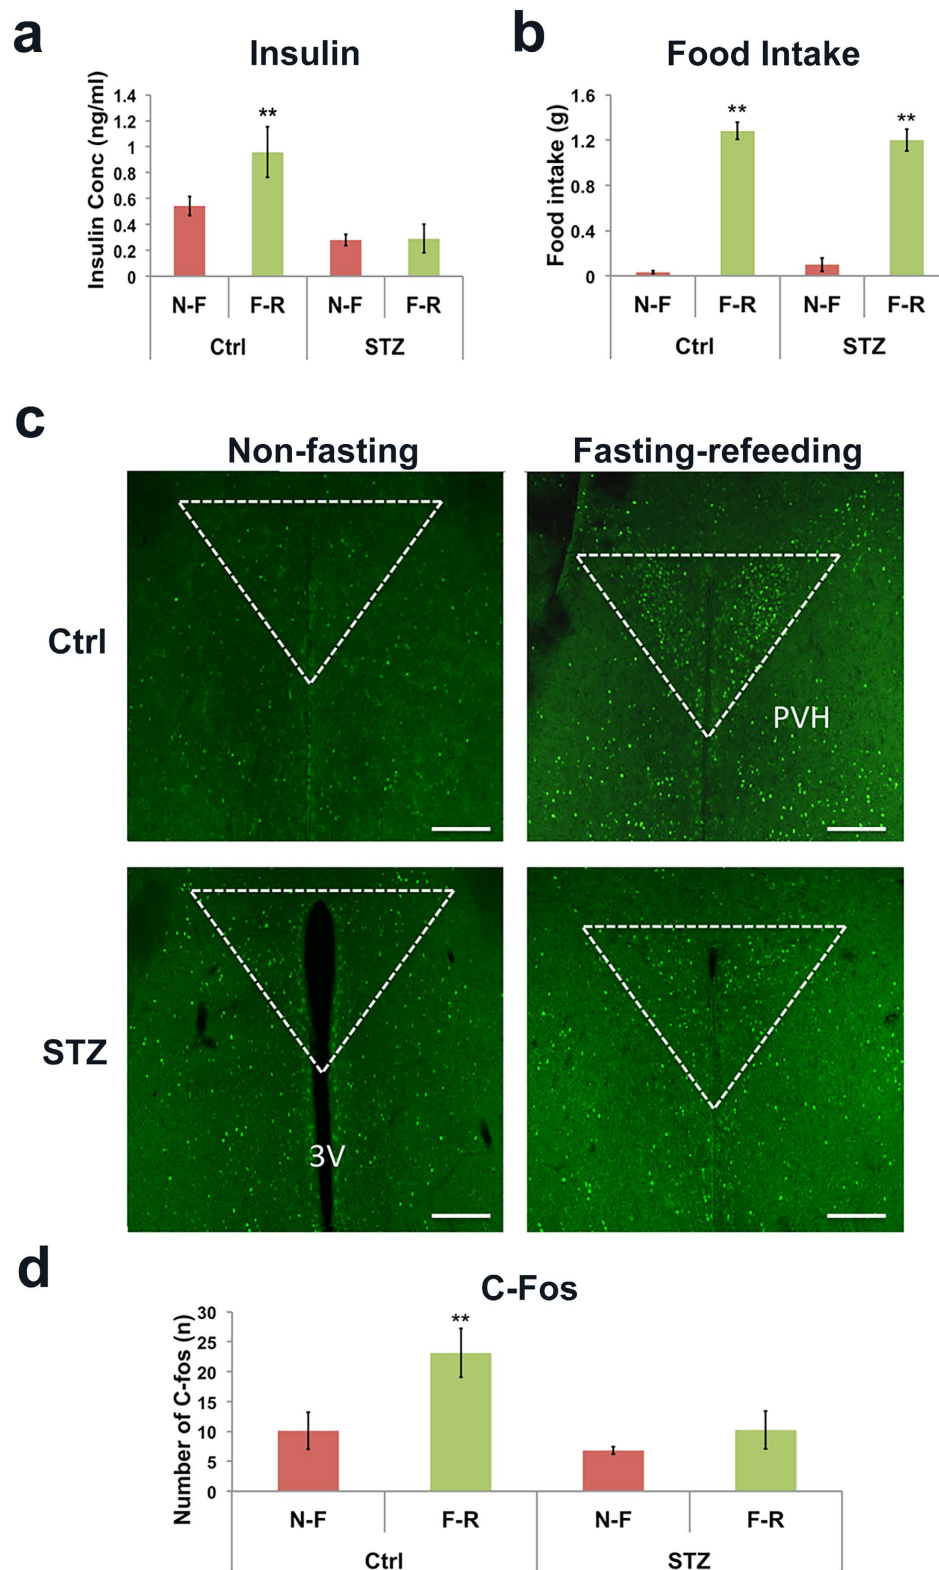 a
Insulin
Insulin Conc (ng/ml)
1.4
1.2
1
0.8
0.6
0.4
0.2
0
**
N-F F-R N-F F-R
Ctrl STZ
b
Food Intake
Food intake (g)
1.6
1.2
0.8
0.4
0
** **
N-F F-R N-F F-R
Ctrl STZ
c
Non-fasting Fasting-refeeding
Ctrl
PVH
STZ
3V
d
C-Fos
Number of C-fos (n)
30
25
20
15
10
5
0
**
N-F F-R N-F F-R
Ctrl STZ